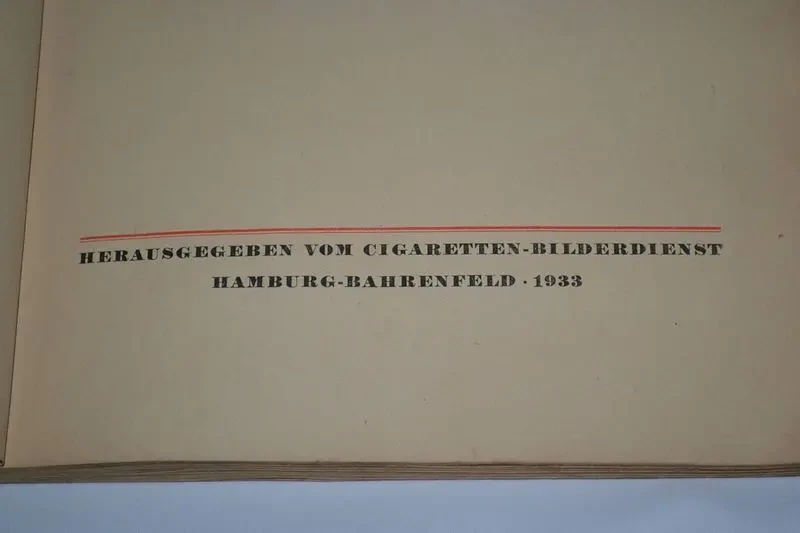 HERAUSGEGEBEN VOM CIGARETTEN-BILDERDIENST
HAMBURG-BAHRENFELD · 1933